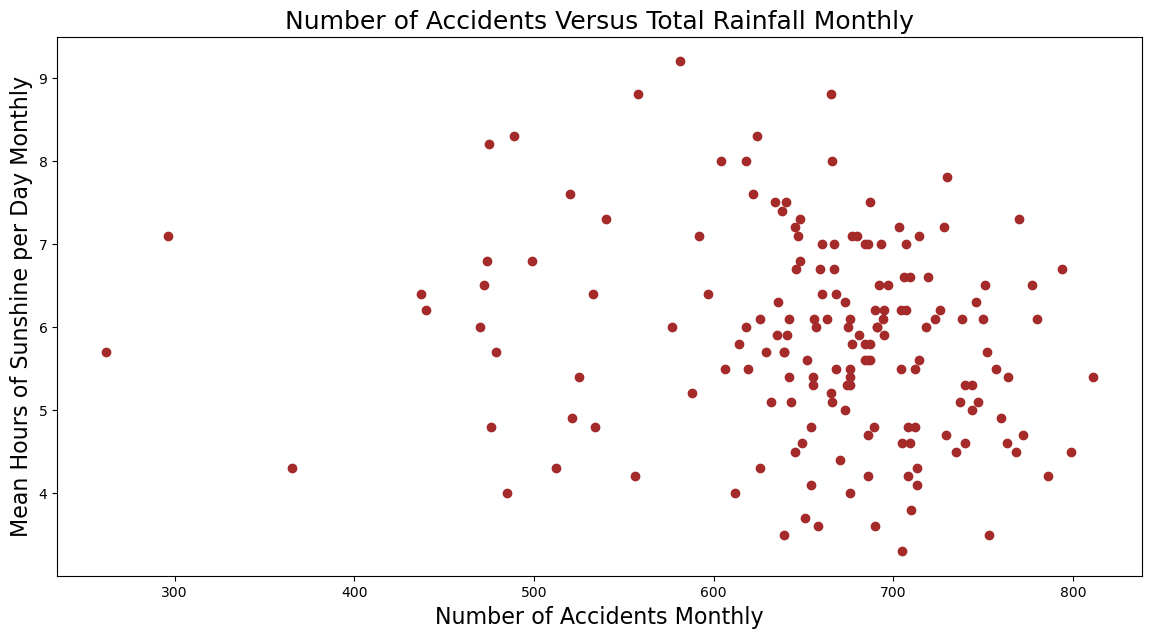 Number of Accidents Versus Total Rainfall Monthly
Mean Hours of Sunshine per Day Monthly
9
8
7
6
5
4
300 400 500 600 700 800
Number of Accidents Monthly